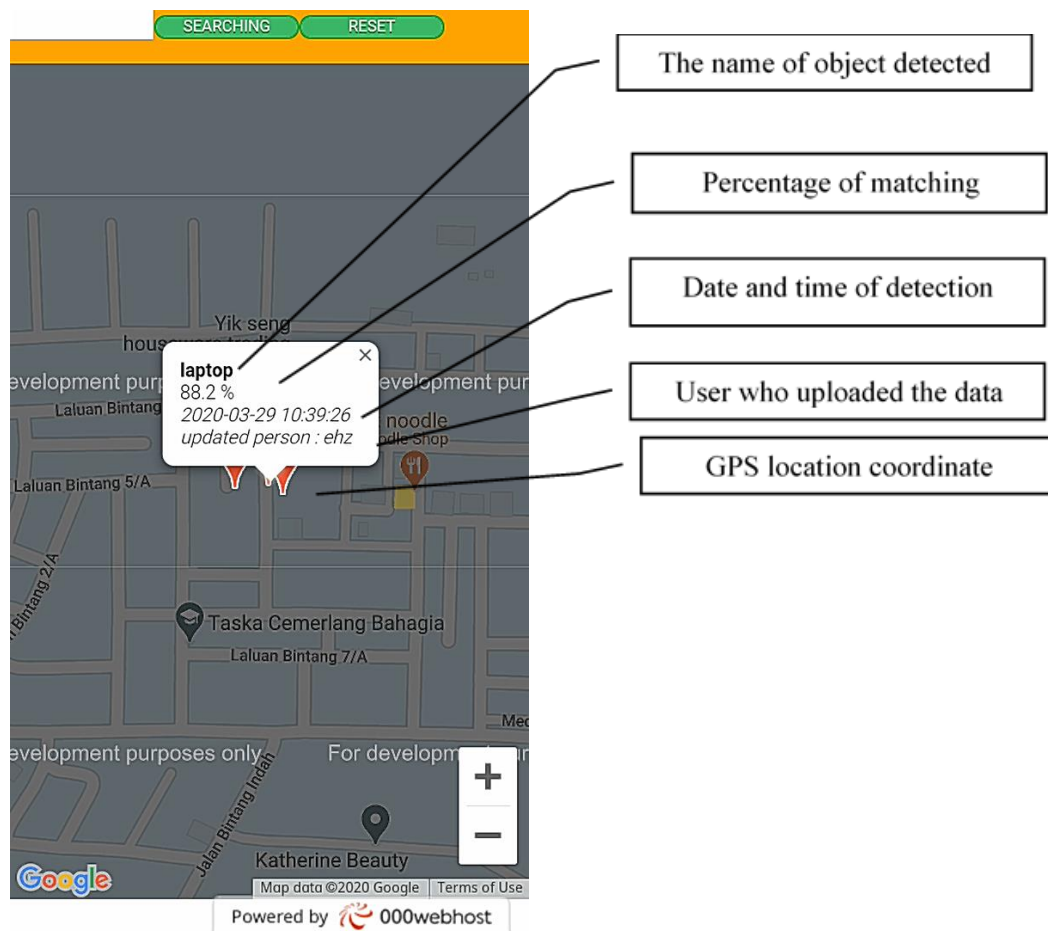 SEARCHING RESET
The name of object detected
Percentage of matching
Date and time of detection
User who uploaded the data
GPS location coordinate
Yik seng
evelopment purp
evelopment pur
laptop
88.2 %
2020-03-29 10:39:26
updated person : ehz
Laluan Bintang
noodle
odle Shop
Laluan Bintang 5/A
n Bintang 2/A
Taska Cemerlang Bahagia
Laluan Bintang 7/A
Med
evelopment purposes only
For developm
ur
Jalan Bintang Indah
+
−
Katherine Beauty
Google
Map data ©2020 Google
Terms of Use
Powered by 000webhost